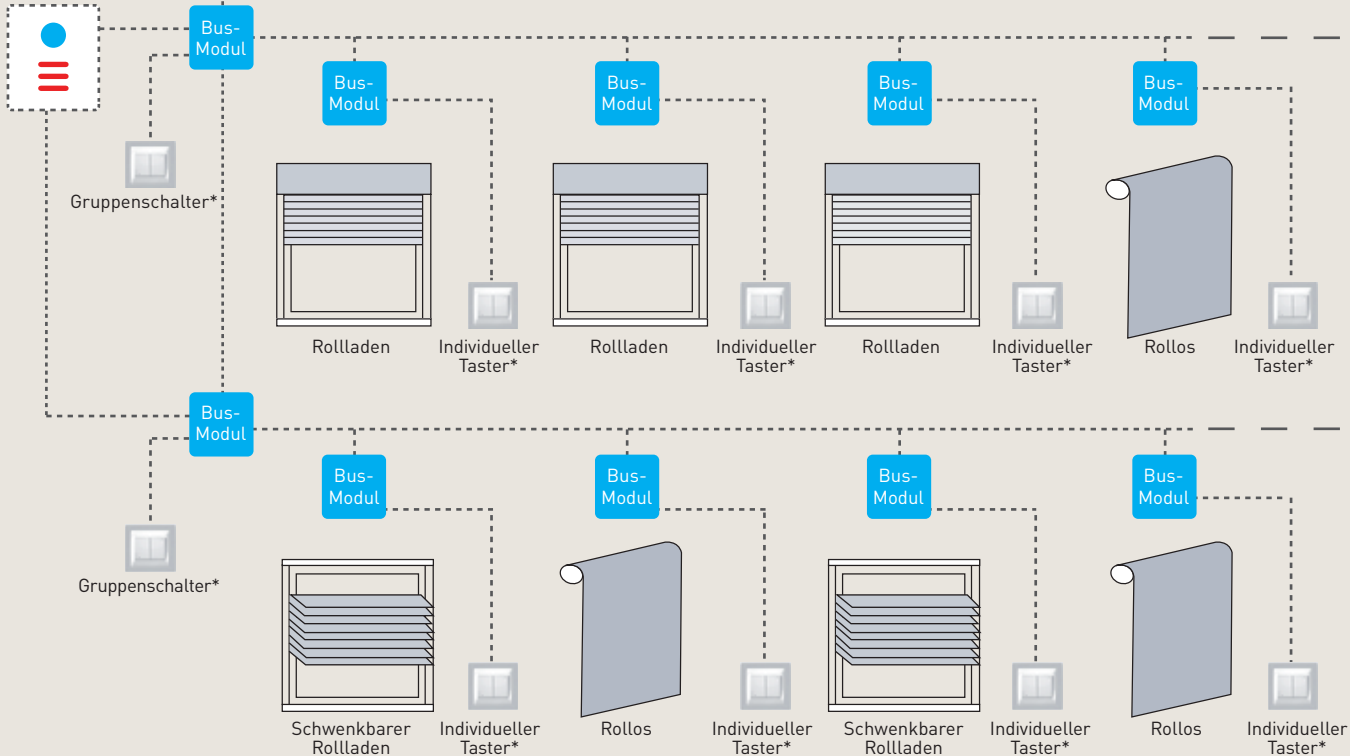 Bus-
Modul
Bus-
Modul
Bus-
Modul
Bus-
Modul
Bus-
Modul
Gruppenschalter*
Rollladen
Individueller
Taster*
Rollladen
Individueller
Taster*
Rollladen
Individueller
Taster*
Rollos
Individueller
Taster*
Bus-
Modul
Bus-
Modul
Bus-
Modul
Bus-
Modul
Bus-
Modul
Gruppenschalter*
Schwenkbarer
Rollladen
Individueller
Taster*
Rollos
Individueller
Taster*
Schwenkbarer
Rollladen
Individueller
Taster*
Rollos
Individueller
Taster*